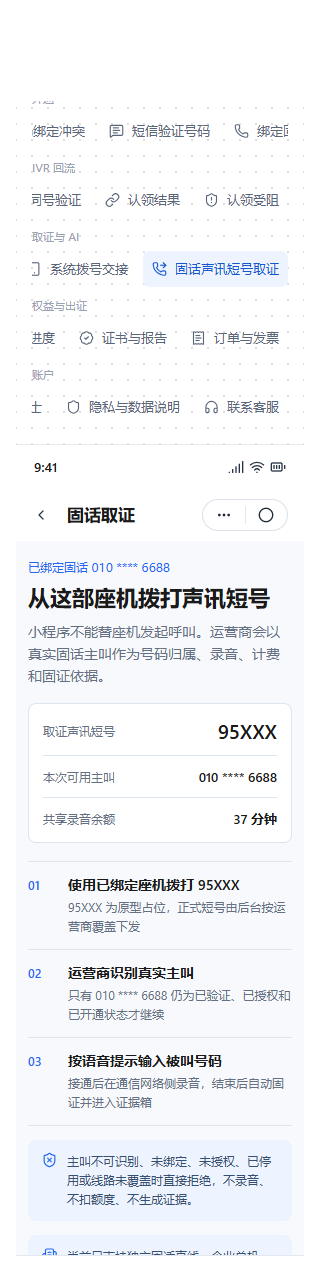 绑定冲突 短信验证号码 绑定
IVR 回流
同号验证 认领结果 认领受阻
取证与 AI
系统拨号交接 固话声讯短号取证
权益与出证
进度 证书与报告 订单与发票
账户
隐私与数据说明 联系客服
9:41
固话取证
已绑定固话 010 **** 6688
从这部座机拨打声讯短号
小程序不能替座机发起呼叫。运营商会以
真实固话主叫作为号码归属、录音、计费
和固证依据。
取证声讯短号 95XXX
本次可用主叫 010 **** 6688
共享录音余额 37 分钟
01 使用已绑定座机拨打 95XXX
95XXX 为原型占位，正式短号由后台按运
营商覆盖下发
02 运营商识别真实主叫
只有 010 **** 6688 仍为已验证、已授权和
已开通状态才继续
03 按语音提示输入被叫号码
接通后在通信网络侧录音，结束后自动固
证并进入证据箱
主叫不可识别、未绑定、未授权、已停
用或线路未覆盖时直接拒绝，不录音、
不扣额度、不生成证据。